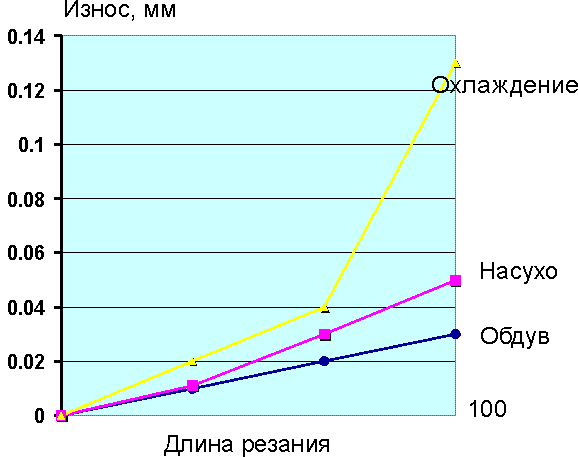 Износ, мм
0.14
0.12
Охлаждение
0.1
0.08
0.06
Насухо
0.04
Обдув
0.02
0
100
Длина резания